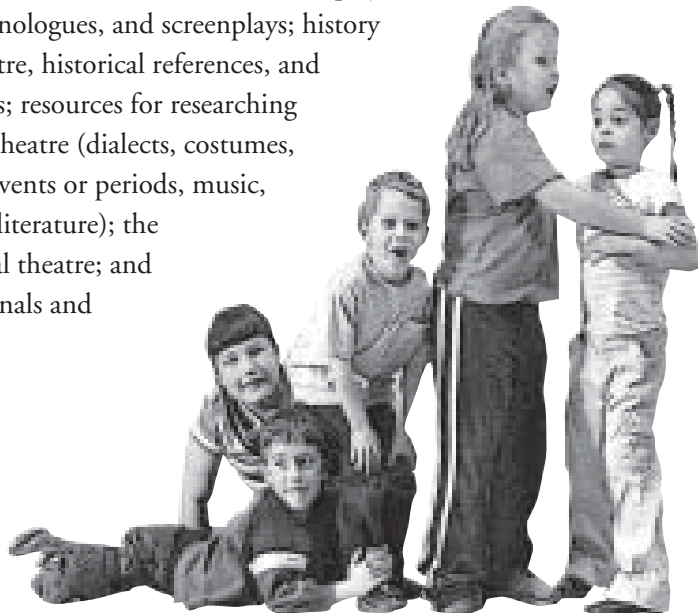 nologues, and screenplays; history
tre, historical references, and
s; resources for researching
heatre (dialects, costumes,
vents or periods, music,
literature); the
al theatre; and
nals and